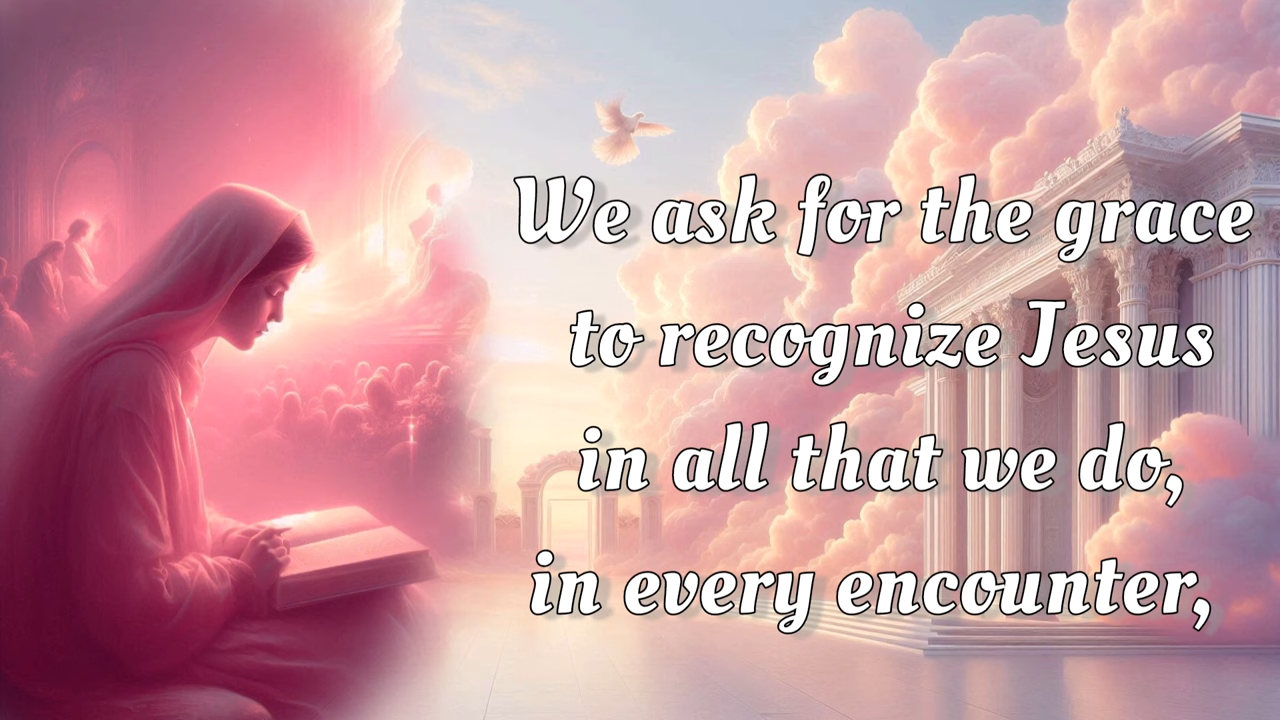 We ask for the grace
to recognize Jesus
in all that we do,
in every encounter,